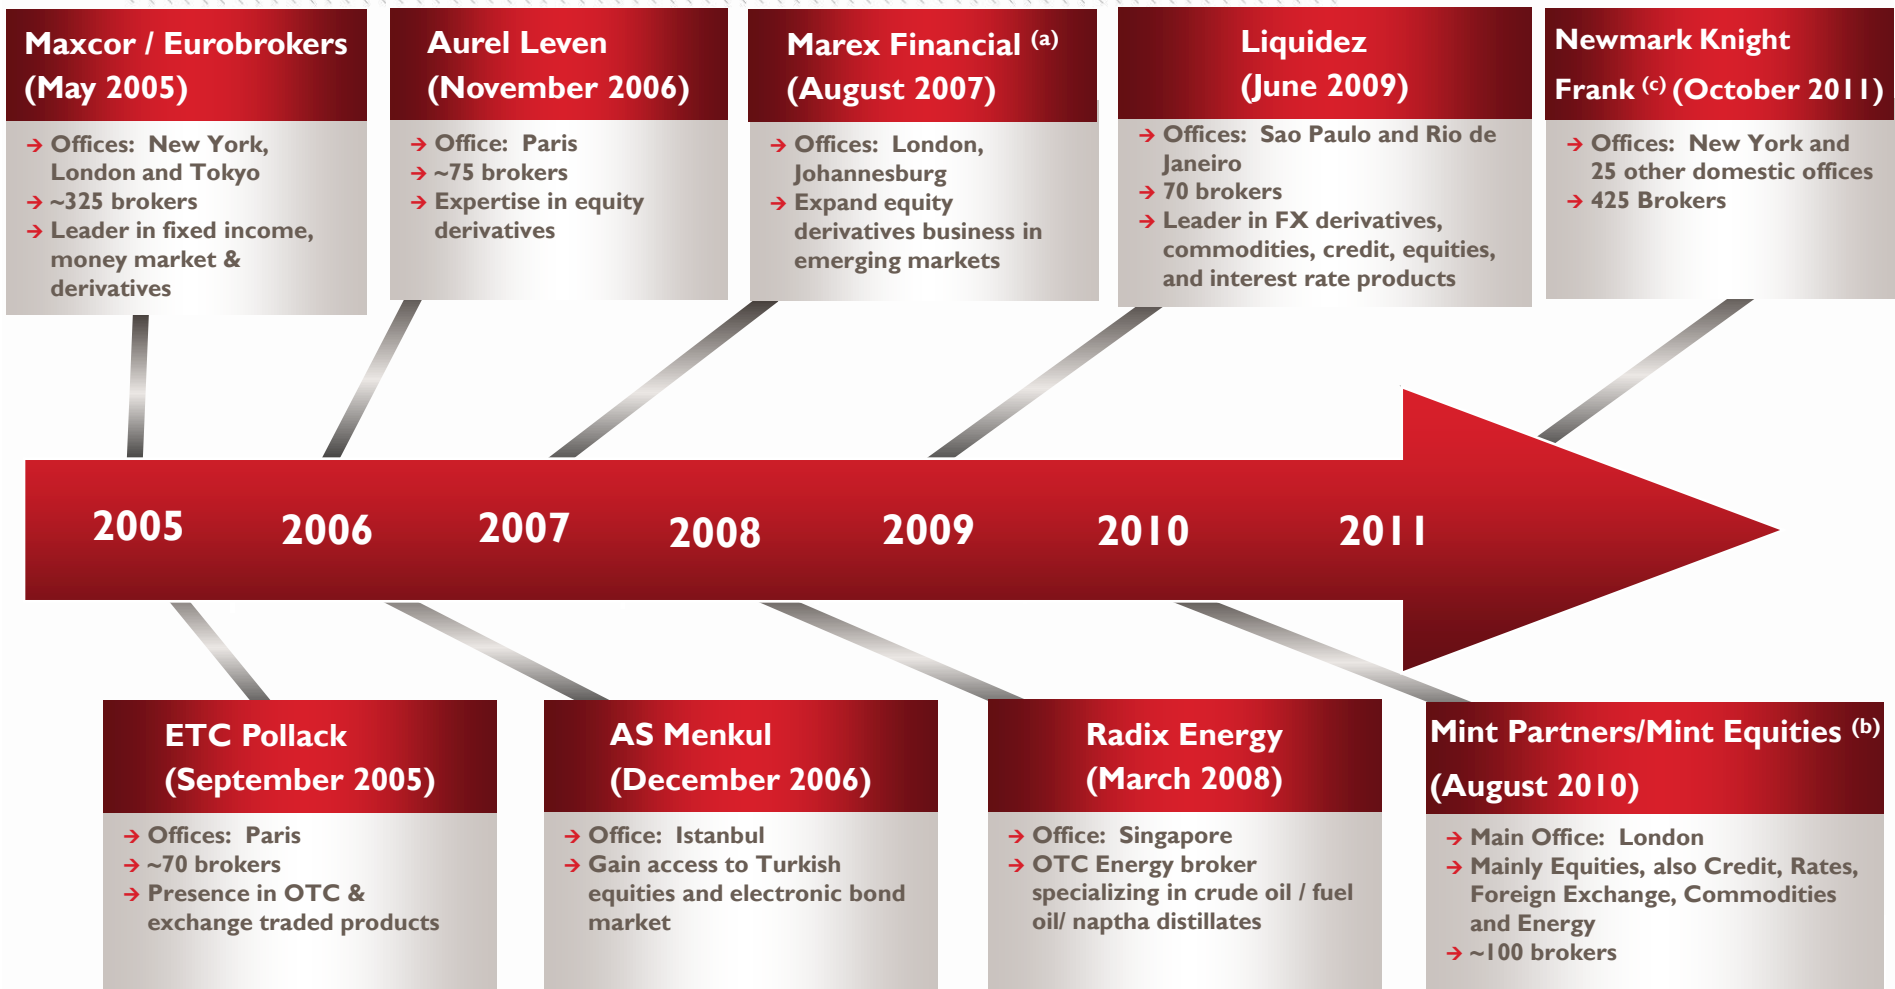 Maxcor / Eurobrokers
(May 2005)
→ Offices: New York,
London and Tokyo
→ ~325 brokers
→ Leader in fixed income,
money market &
derivatives
Aurel Leven
(November 2006)
→ Office: Paris
→ ~75 brokers
→ Expertise in equity
derivatives
Marex Financial (a)
(August 2007)
→ Offices: London,
Johannesburg
→ Expand equity
derivatives business in
emerging markets
Liquidez
(June 2009)
→ Offices: Sao Paulo and Rio de
Janeiro
→ 70 brokers
→ Leader in FX derivatives,
commodities, credit, equities,
and interest rate products
Newmark Knight
Frank (c) (October 2011)
→ Offices: New York and
25 other domestic offices
→ 425 Brokers
2005 2006 2007 2008 2009 2010 2011
ETC Pollack
(September 2005)
→ Offices: Paris
→ ~70 brokers
→ Presence in OTC &
exchange traded products
AS Menkul
(December 2006)
→ Office: Istanbul
→ Gain access to Turkish
equities and electronic bond
market
Radix Energy
(March 2008)
→ Office: Singapore
→ OTC Energy broker
specializing in crude oil / fuel
oil/ naptha distillates
Mint Partners/Mint Equities (b)
(August 2010)
→ Main Office: London
→ Mainly Equities, also Credit, Rates,
Foreign Exchange, Commodities
and Energy
→ ~100 brokers